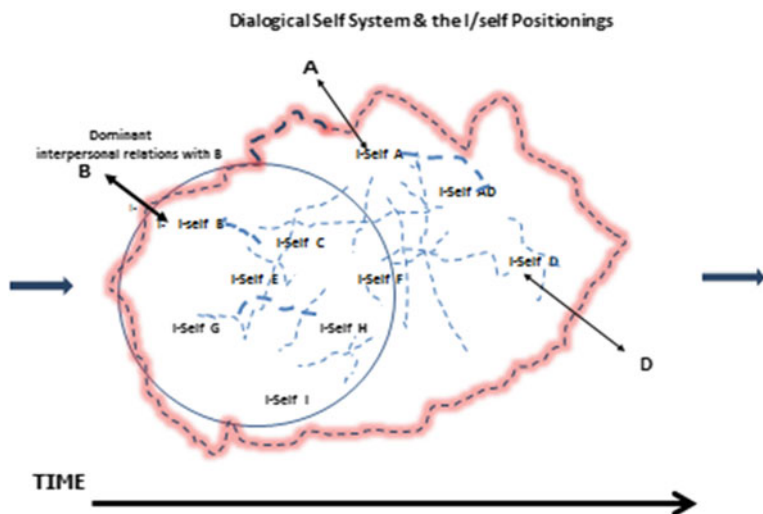 Dialogical Self System & the I/self Positionings
A
Dominant
interpersonal relations with B
B
I-Self A
I-Self AD
I- I- I-self B
I-Self C
I-Self E
I-Self F
I-Self D
I-Self G
I-Self H
D
I-Self I
TIME